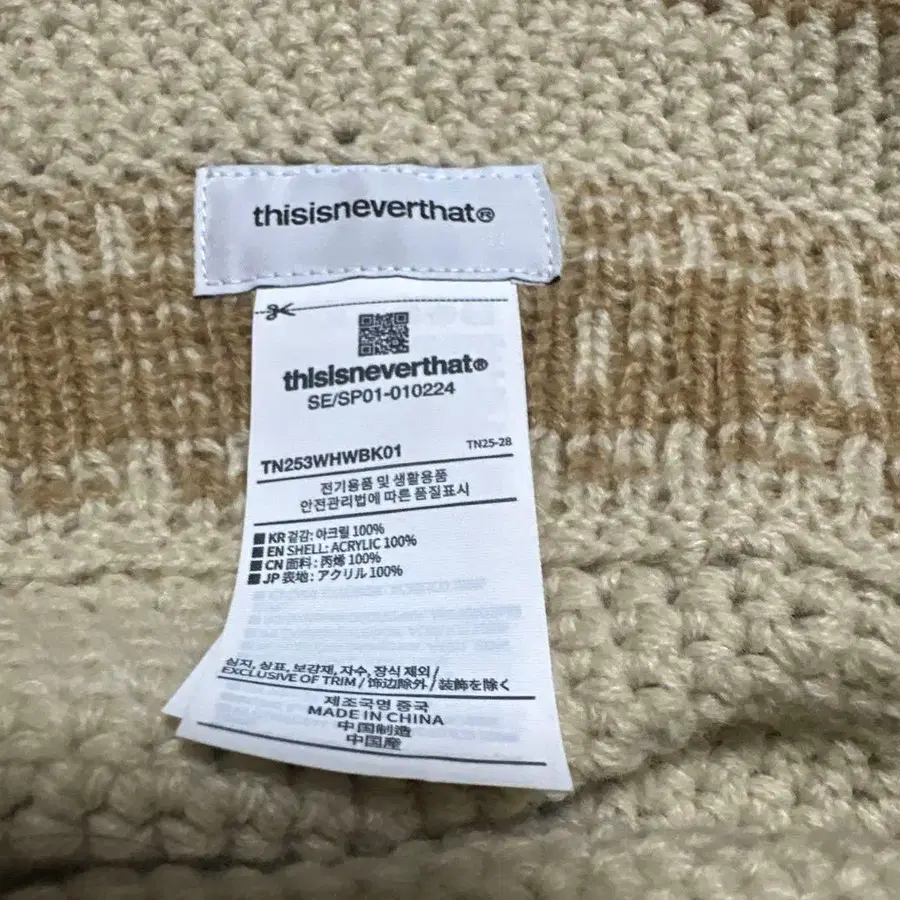 thisisneverthat®
thisisneverthat®
SE/SP01-010224
TN253WHWBK01 TN25-28
전기용품 및 생활용품
안전관리법에 따른 품질표시
KR 겉감: 아크릴 100%
EN SHELL: ACRYLIC 100%
CN 面料: 丙烯 100%
JP 表地: アクリル 100%
심지, 상표, 보강재, 자수, 장식 제외/
EXCLUSIVE OF TRIM/饰边除外/装飾を除く
제조국명 중국
MADE IN CHINA
中国制造
中国産